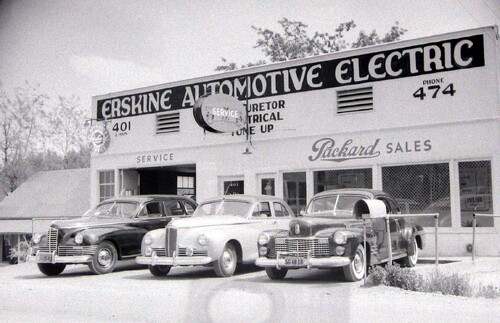 ERSKINE AUTOMOTIVE ELECTRIC
401
SERVICE
URETOR
TRICAL
TUNE UP
PHONE
474
SERVICE
Packard SALES